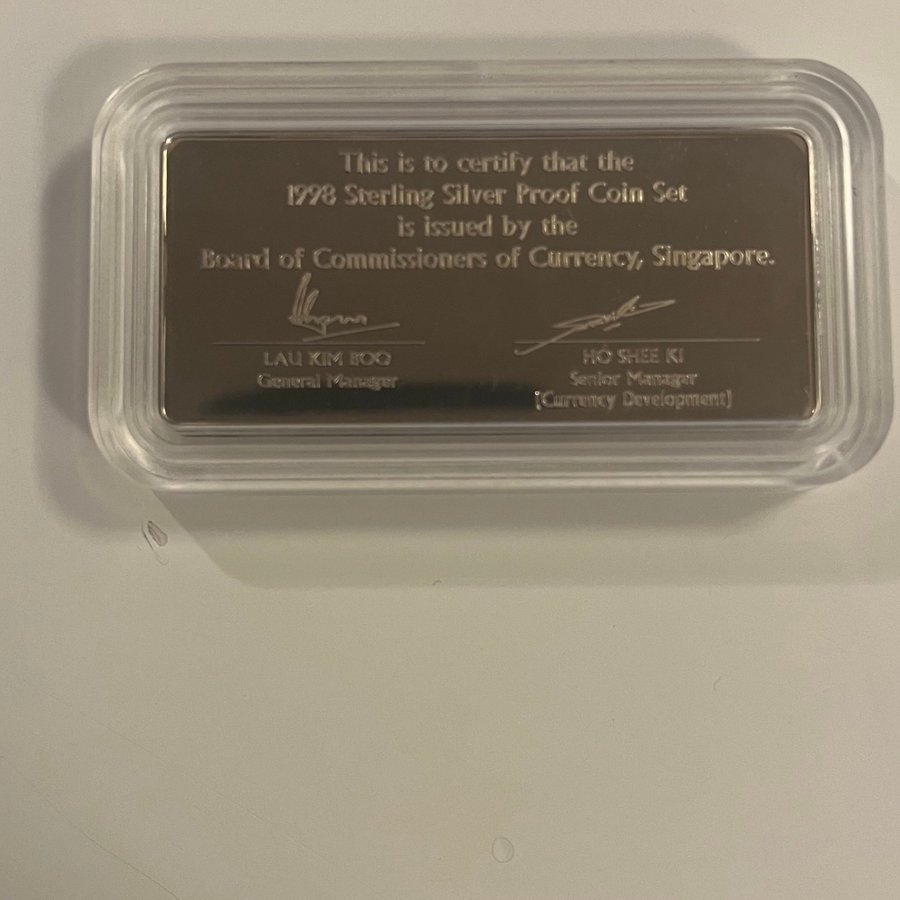 This is to certify that the
1998 Sterling Silver Proof Coin Set
is issued by the
Board of Commissioners of Currency, Singapore.
LAU KIM BOO
General Manager
HO SHEE KI
Senior Manager
[Currency Development]